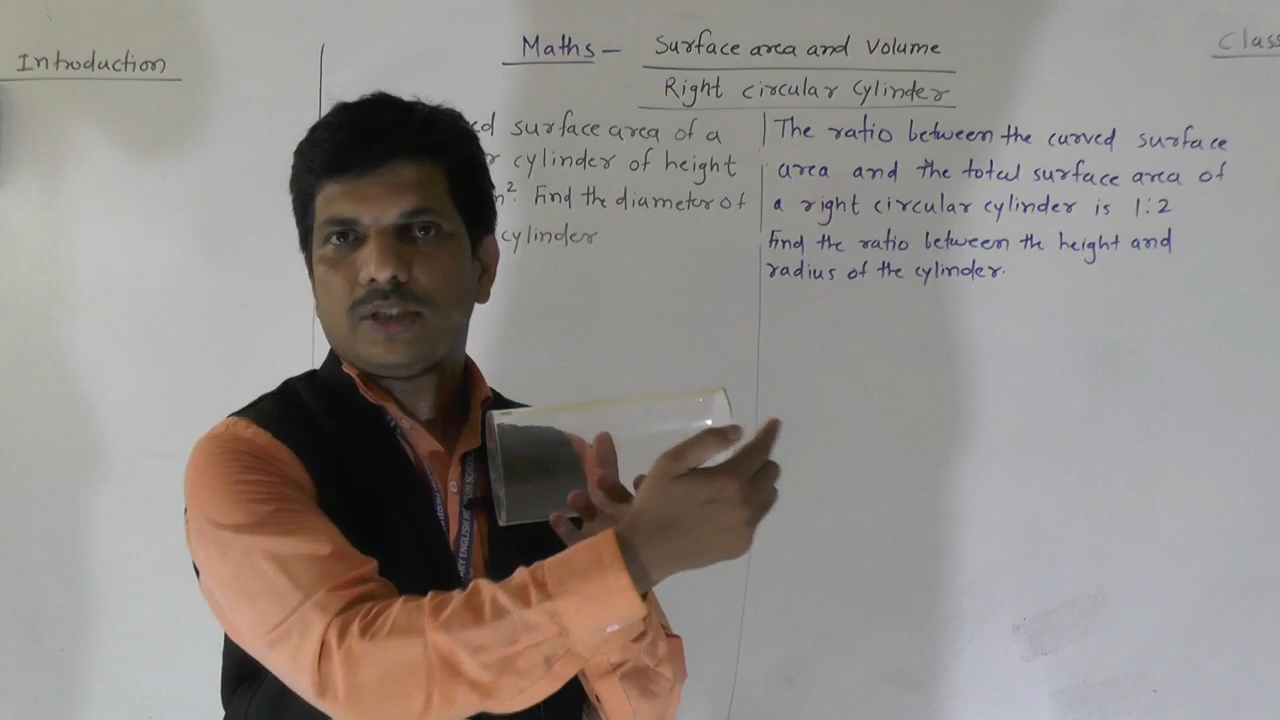 Introduction
Maths – Surface area and Volume
Right circular Cylinder
Class
surface area of a
cylinder of height
Find the diameter of
cylinder
The ratio between the curved surface
area and the total surface area of
a right circular cylinder is 1:2
Find the ratio between the height and
radius of the cylinder.
ENGLISH